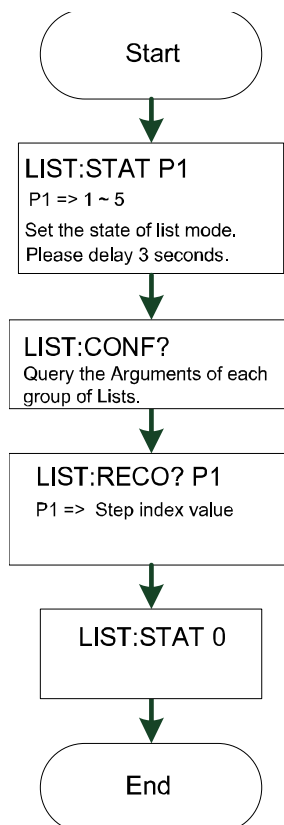 Start
LIST:STAT P1
P1 => 1 ~ 5
Set the state of list mode.
Please delay 3 seconds.
LIST:CONF?
Query the Arguments of each
group of Lists.
LIST:RECO? P1
P1 => Step index value
LIST:STAT 0
End